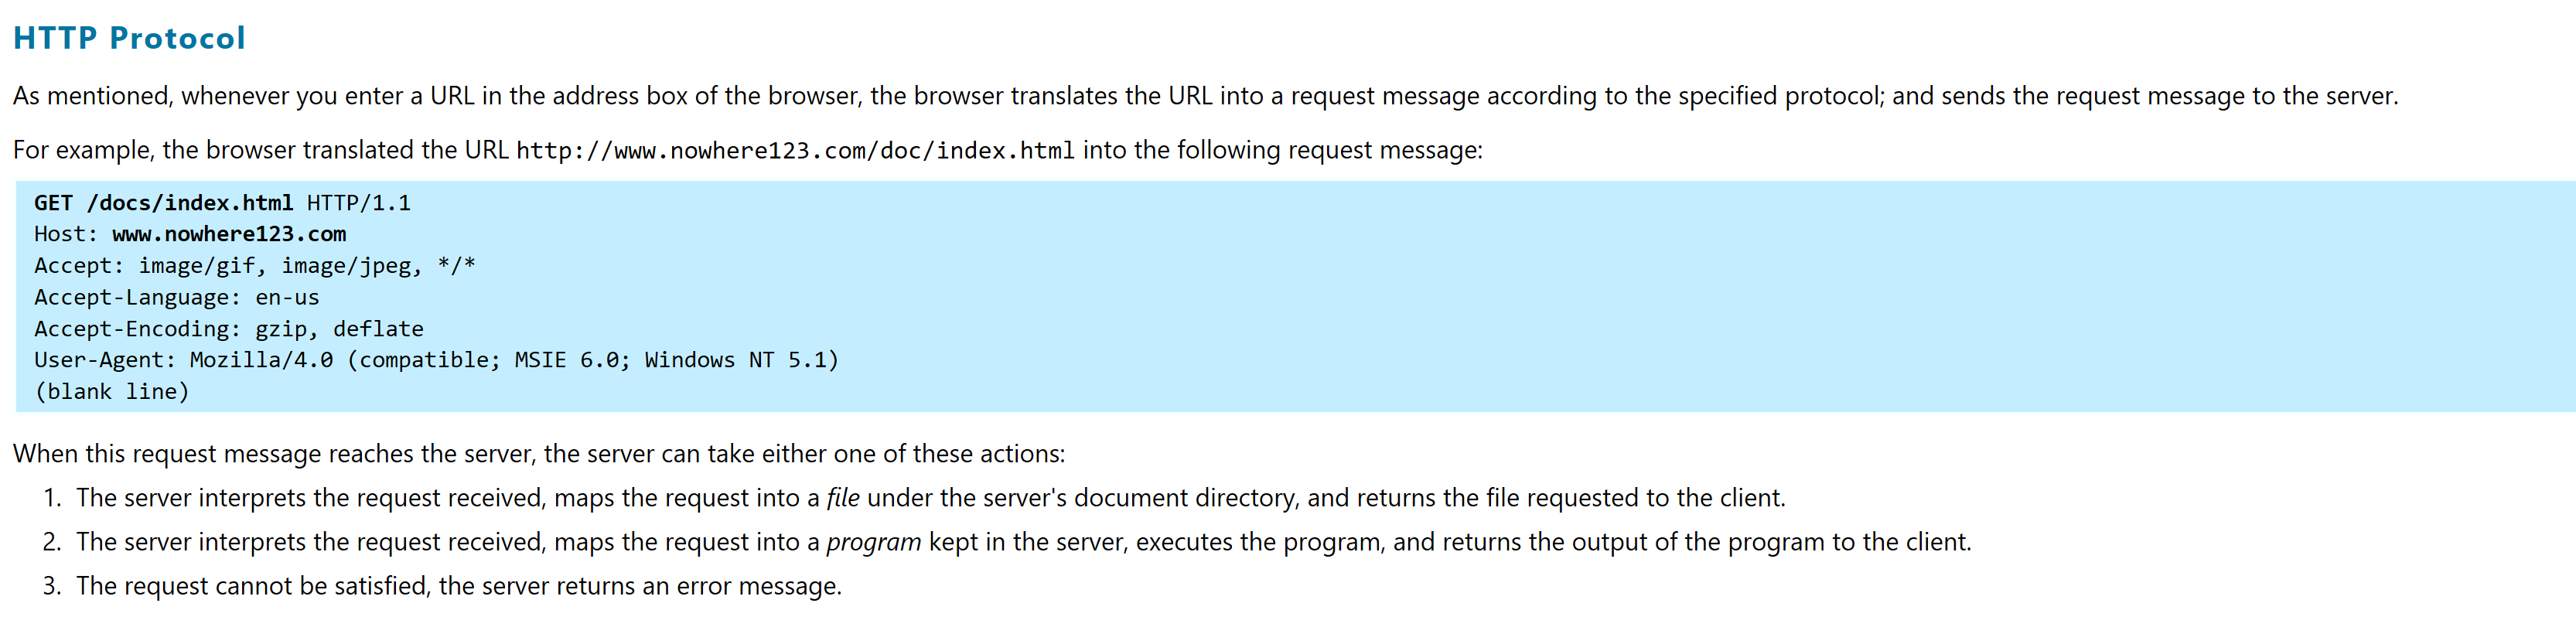 HTTP Protocol
As mentioned, whenever you enter a URL in the address box of the browser, the browser translates the URL into a request message according to the specified protocol; and sends the request message to the server.
For example, the browser translated the URL http://www.nowhere123.com/doc/index.html into the following request message:
GET /docs/index.html HTTP/1.1
Host: www.nowhere123.com
Accept: image/gif, image/jpeg, */*
Accept-Language: en-us
Accept-Encoding: gzip, deflate
User-Agent: Mozilla/4.0 (compatible; MSIE 6.0; Windows NT 5.1)
(blank line)
When this request message reaches the server, the server can take either one of these actions:
1. The server interprets the request received, maps the request into a file under the server's document directory, and returns the file requested to the client.
2. The server interprets the request received, maps the request into a program kept in the server, executes the program, and returns the output of the program to the client.
3. The request cannot be satisfied, the server returns an error message.